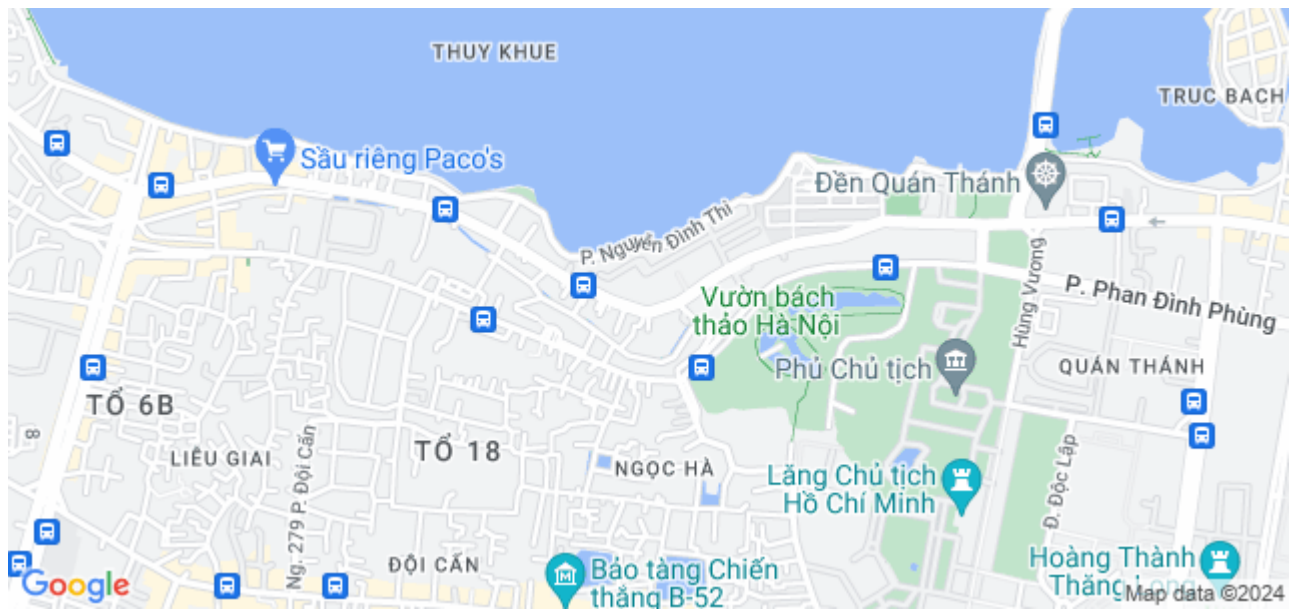 THUY KHUE
TRUC BACH
Sầu riêng Paco's
Đền Quán Thánh
P. Nguyễn Đình Thi
Hùng Vương
P. Phan Đình Phùng
Vườn bách
thảo Hà Nội
Phủ Chủ tịch
QUÁN THÁNH
TỔ 6B
8
LIỄU GIAI
Ng. 279 P. Đội Cấn
TỔ 18
NGỌC HÀ
Lăng Chủ tịch
Hồ Chí Minh
Đ. Độc Lập
ĐỘI CẤN
Bảo tàng Chiến
thắng B-52
Hoàng Thành
Thăng Long
Google
Map data ©2024